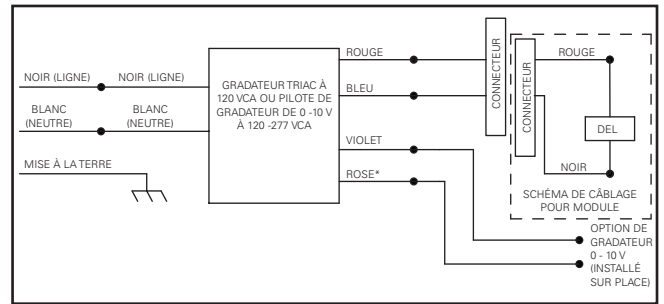 NOIR (LIGNE)
NOIR (LIGNE)
BLANC
(NEUTRE)
BLANC
(NEUTRE)
MISE À LA TERRE
GRADATEUR TRIAC À
120 VCA OU PILOTE DE
GRADATEUR DE 0 -10 V
À 120 -277 VCA
ROUGE
BLEU
VIOLET
ROSE*
CONNECTEUR
CONNECTEUR
ROUGE
DEL
NOIR
SCHÉMA DE CÂBLAGE
POUR MODULE
OPTION DE
GRADATEUR
0 - 10 V
(INSTALLÉ
SUR PLACE)